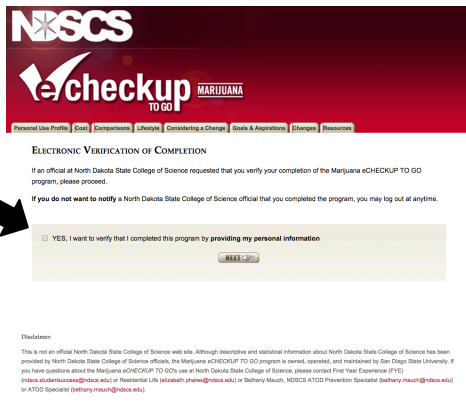 NDSCS
echeckup
TO GO
MARIJUANA
Personal Use Profile Cost Comparisons Lifestyle Considering a Change Goals & Aspirations Changes Resources
ELECTRONIC VERIFICATION OF COMPLETION
If an official at North Dakota State College of Science requested that you verify your completion of the Marijuana eCHECKUP TO GO
program, please proceed.
If you do not want to notify a North Dakota State College of Science official that you completed the program, you may log out at anytime.
YES, I want to verify that I completed this program by providing my personal information
NEXT
Disclaimer:
This is not an official North Dakota State College of Science web site. Although descriptive and statistical information about North Dakota State College of Science has been
provided by North Dakota State College of Science officials, the Marijuana eCHECKUP TO GO program is owned, operated, and maintained by San Diego State University. If
you have questions about the Marijuana eCHECKUP TO GO's use at North Dakota State College of Science, please contact First Year Experience (FYE)
(ndscs.studentsuccess@ndscs.edu) or Residential Life (elizabeth.phares@ndscs.edu) or Bethany Mauch, NDSCS ATOD Prevention Specialist (bethany.mauch@ndscs.edu)
or ATOD Specialist (bethany.mauch@ndscs.edu).